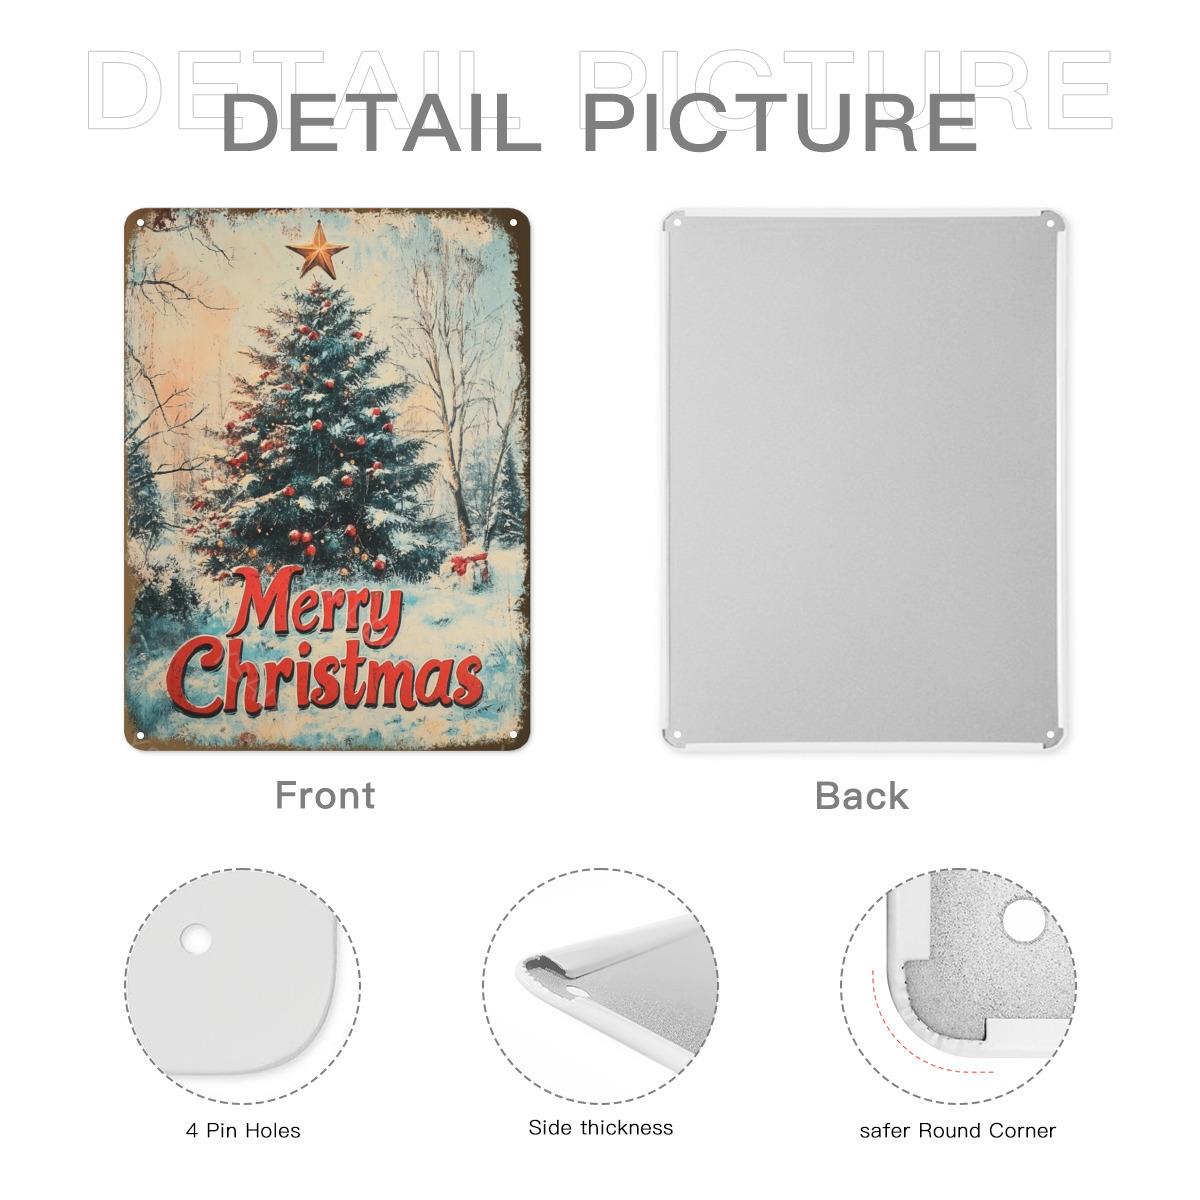 DETAIL PICTURE
DETAIL PICTURE
Merry
Christmas
Front
Back
4 Pin Holes
Side thickness
safer Round Corner